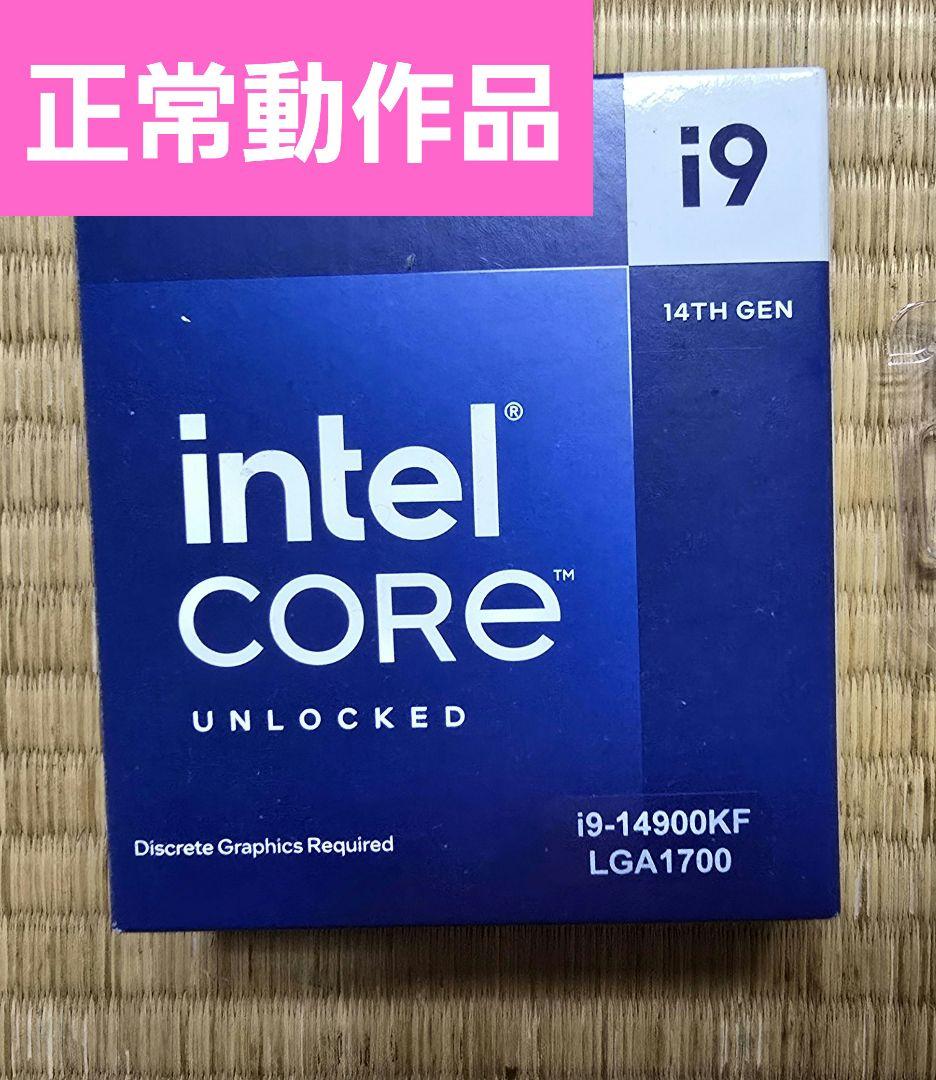 正常動作品
i9
14TH GEN
intel®
CORE™
UNLOCKED
Discrete Graphics Required
i9-14900KF
LGA1700